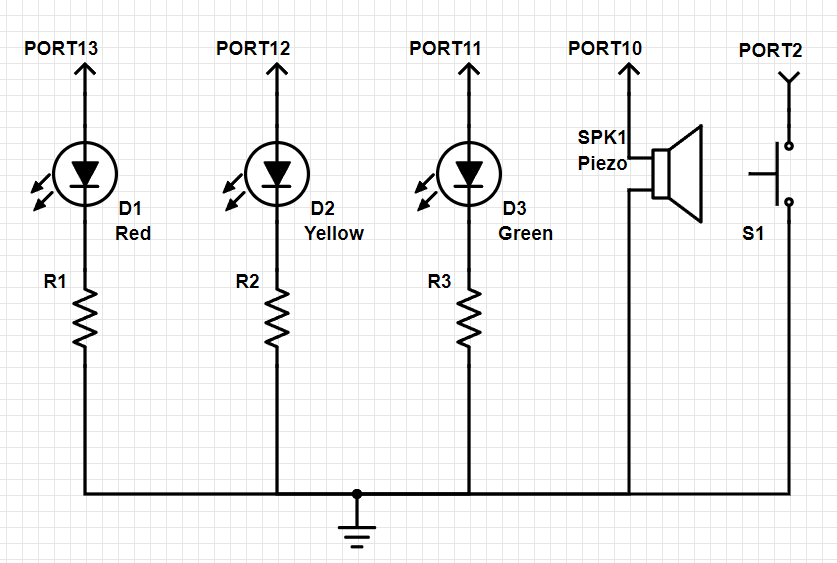 PORT13
PORT12
PORT11
PORT10
PORT2
SPK1
Piezo
D1
Red
D2
Yellow
D3
Green
S1
R1
R2
R3